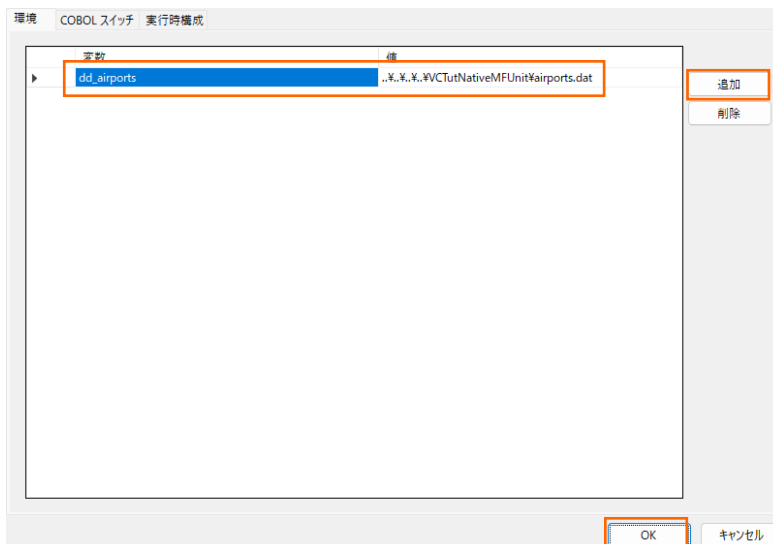 環境 COBOL スイッチ 実行時構成
変数 値
dd_airports ..¥..¥..¥..¥VCTutNativeMFUnit¥airports.dat
追加
削除
OK キャンセル